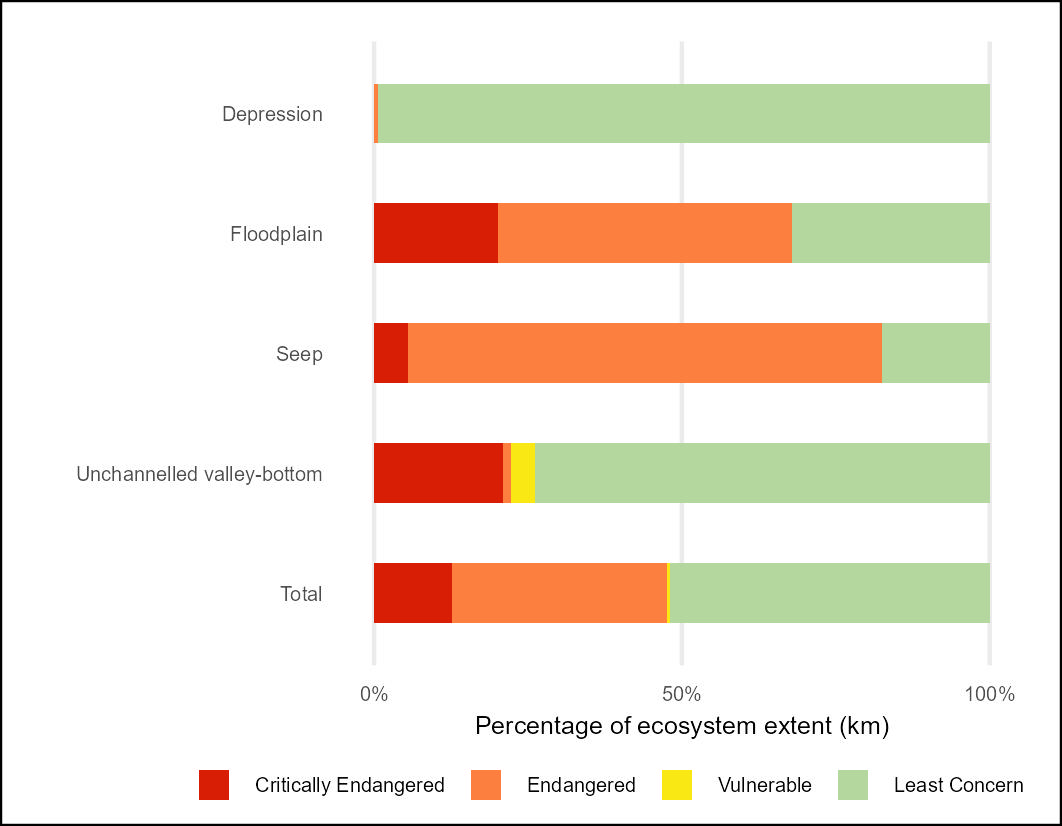 Depression
Floodplain
Seep
Unchannelled valley-bottom
Total
0% 50% 100%
Percentage of ecosystem extent (km)
Critically Endangered Endangered Vulnerable Least Concern